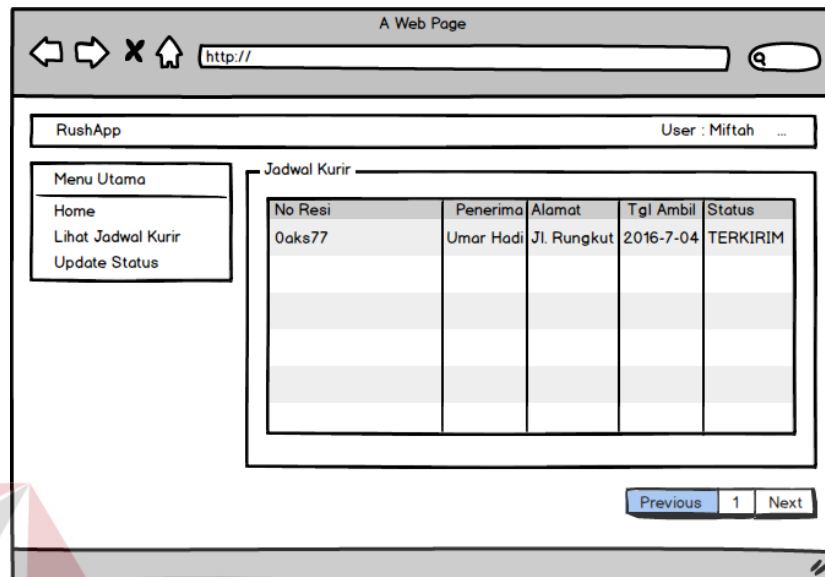 A Web Page
http://
RushApp User : Miftah ...
Menu Utama
Home
Lihat Jadwal Kurir
Update Status
Jadwal Kurir
No Resi Penerima Alamat Tgl Ambil Status
0aks77 Umar Hadi Jl. Rungkut 2016-7-04 TERKIRIM
Previous 1 Next